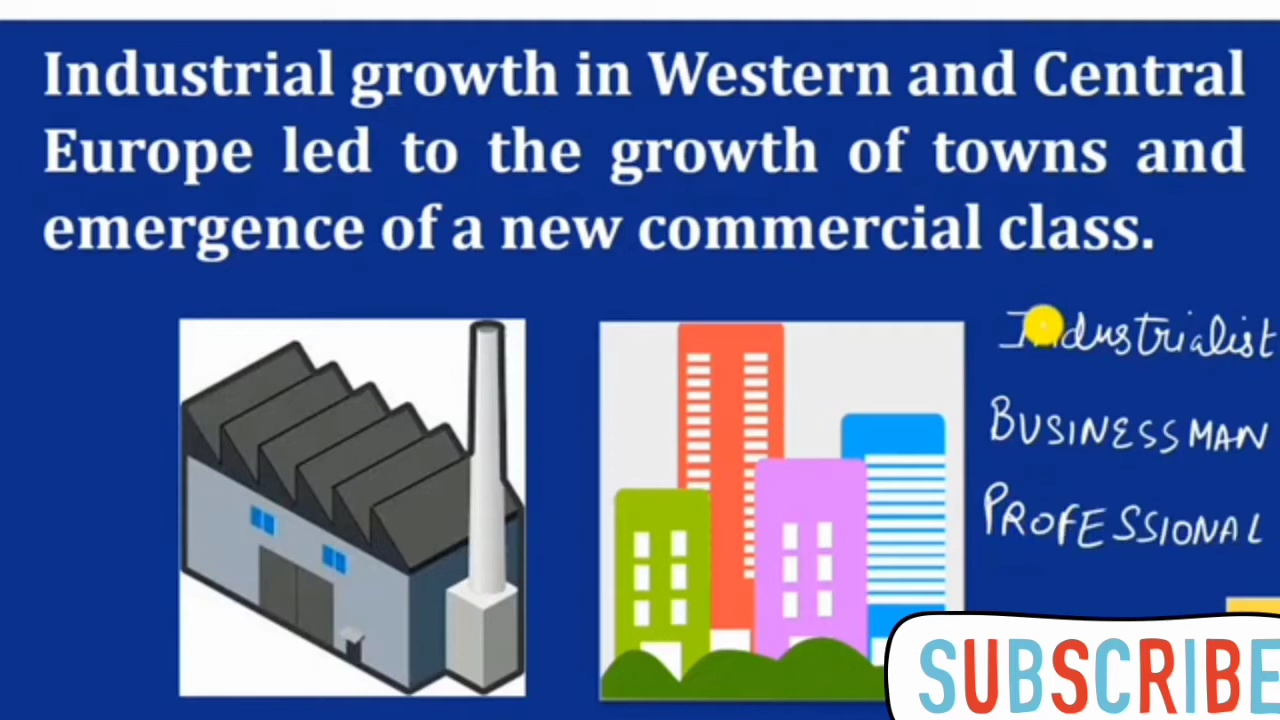 Industrial growth in Western and Central
Europe led to the growth of towns and
emergence of a new commercial class.
Industrialist
BUSINESSMAN
PROFESSIONAL
SUBSCRIBE